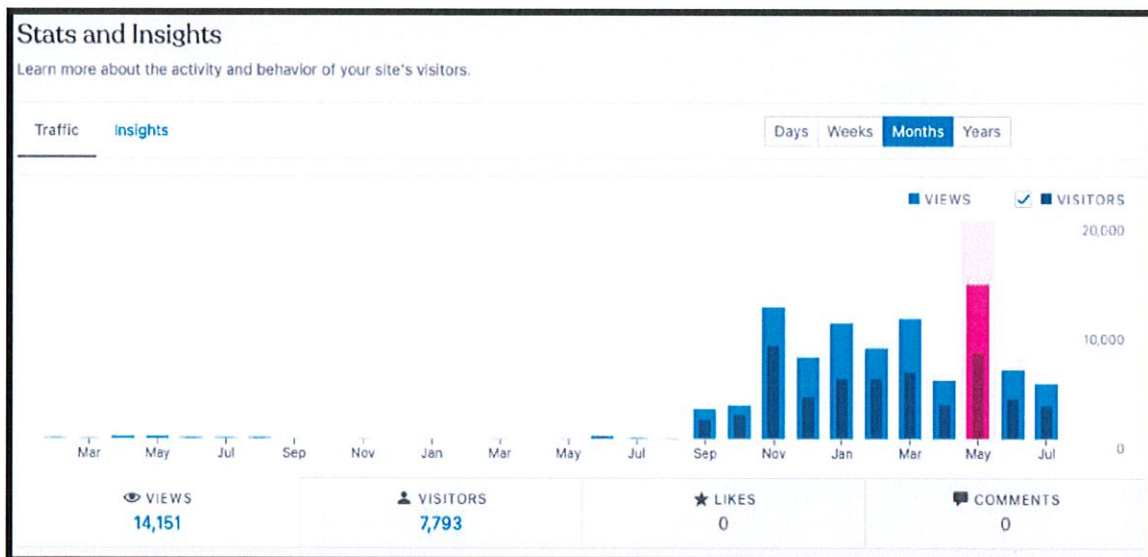 Stats and Insights
Learn more about the activity and behavior of your site's visitors.
Traffic Insights Days Weeks Months Years
VIEWS VISITORS
20,000
10,000
0
Mar May Jul Sep Nov Jan Mar May Jul Sep Nov Jan Mar May Jul
VIEWS VISITORS LIKES COMMENTS
14,151 7,793 0 0